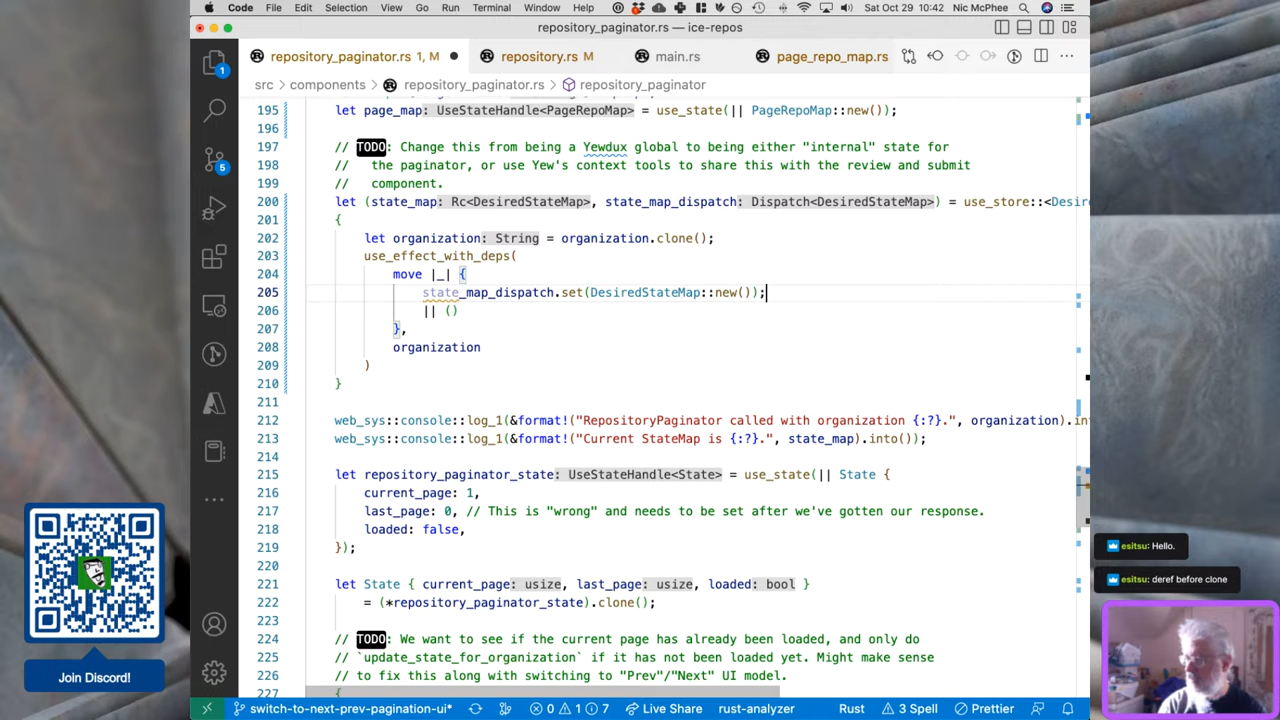 Code File Edit Selection View Go Run Terminal Window Help Sat Oct 29 10:42 Nic McPhee
repository_paginator.rs — ice-repos
repository_paginator.rs 1, M repository.rs M main.rs page_repo_map.rs
src > components > repository_paginator.rs > repository_paginator
195 let page_map: UseStateHandle<PageRepoMap> = use_state(|| PageRepoMap::new());
196
197 // TODO: Change this from being a Yewdux global to being either "internal" state for
198 // the paginator, or use Yew's context tools to share this with the review and submit
199 // component.
200 let (state_map: Rc<DesiredStateMap>, state_map_dispatch: Dispatch<DesiredStateMap>) = use_store::<Desir
201 {
202 let organization: String = organization.clone();
203 use_effect_with_deps(
204 move |_| {
205 state_map_dispatch.set(DesiredStateMap::new());
206 || ()
207 },
208 organization
209 )
210 }
211
212 web_sys::console::log_1(&format!("RepositoryPaginator called with organization {:?}.", organization).int
213 web_sys::console::log_1(&format!("Current StateMap is {:?}.", state_map).into());
214
215 let repository_paginator_state: UseStateHandle<State> = use_state(|| State {
216 current_page: 1,
217 last_page: 0, // This is "wrong" and needs to be set after we've gotten our response.
218 loaded: false,
219 });
220
221 let State { current_page: usize, last_page: usize, loaded: bool }
222 = (*repository_paginator_state).clone();
223
224 // TODO: We want to see if the current page has already been loaded, and only do
225 // `update_state_for_organization` if it has not been loaded yet. Might make sense
226 // to fix this along with switching to "Prev"/"Next" UI model.
227 {
1
5
Join Discord!
esitsu: Hello.
esitsu: deref before clone
switch-to-next-prev-pagination-ui* 0 1 7 Live Share rust-analyzer Rust 3 Spell Prettier